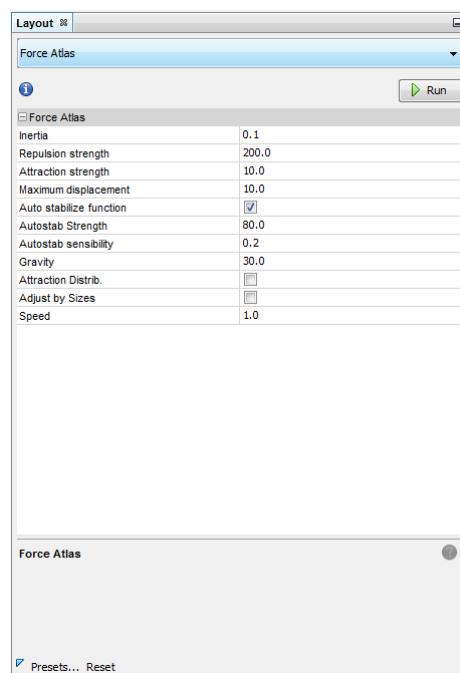 Layout
Force Atlas
Run
Force Atlas
Inertia 0.1
Repulsion strength 200.0
Attraction strength 10.0
Maximum displacement 10.0
Auto stabilize function
Autostab Strength 80.0
Autostab sensibility 0.2
Gravity 30.0
Attraction Distrib.
Adjust by Sizes
Speed 1.0
Force Atlas
Presets... Reset